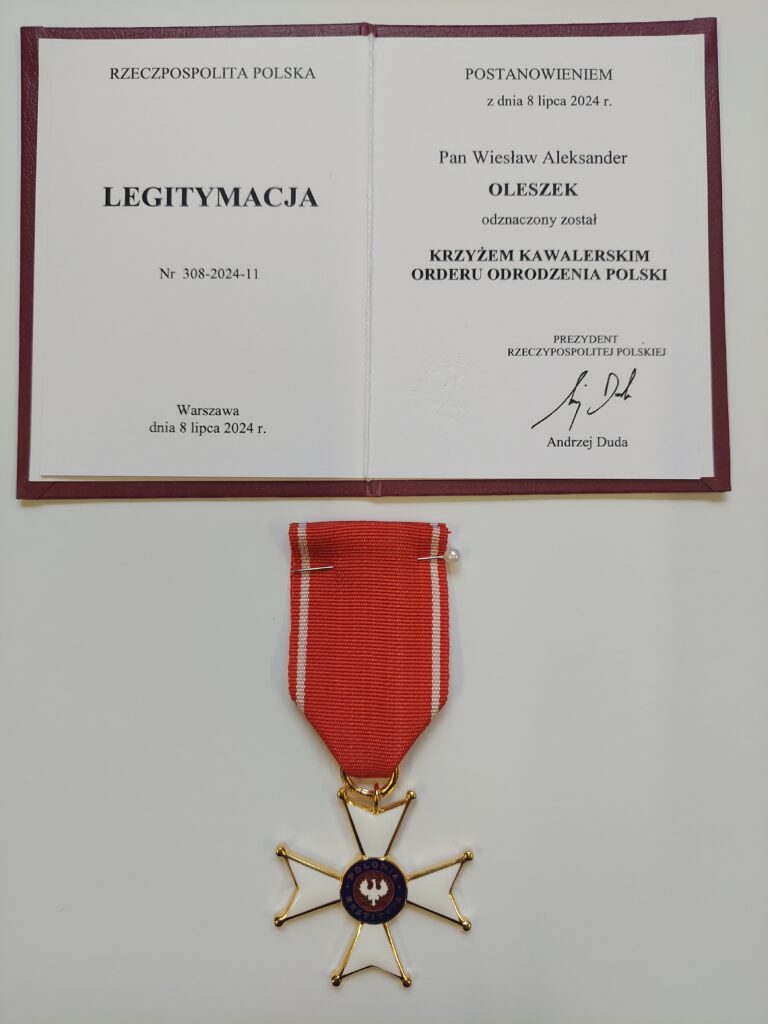 RZECZPOSPOLITA POLSKA
LEGITYMACJA
Nr 308-2024-11
Warszawa
dnia 8 lipca 2024 r.
POSTANOWIENIEM
z dnia 8 lipca 2024 r.
Pan Wiesław Aleksander
OLESZEK
odznaczony został
KRZYŻEM KAWALERSKIM
ORDERU ODRODZENIA POLSKI
PREZYDENT
RZECZYPOSPOLITEJ POLSKIEJ
Andrzej Duda
POLONIA